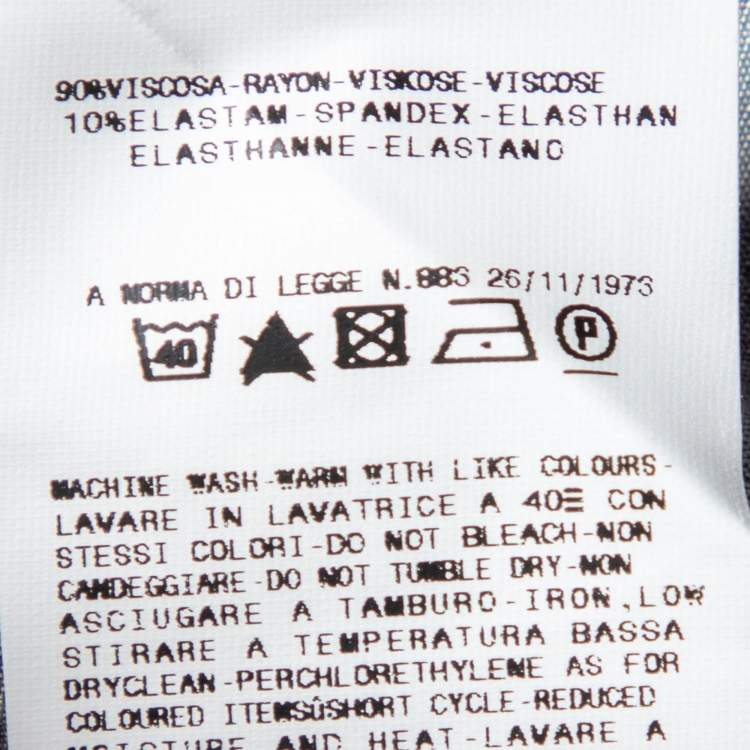 90%VISCOSA-RAYON-VISKOSE-VISCOSE
10%ELASTAM-SPANDEX-ELASTHAN
ELASTHANNE-ELASTANO
A NORMA DI LEGGE N.883 26/11/1973
40 P
MACHINE WASH-WARM WITH LIKE COLOURS-
LAVARE IN LAVATRICE A 40Ξ CON
STESSI COLORI-DO NOT BLEACH-NON
CANDEGGIARE-DO NOT TUMBLE DRY-NON
ASCIUGARE A TAMBURO-IRON,LOW
STIRARE A TEMPERATURA BASSA
DRYCLEAN-PERCHLORETHYLENE AS FOR
COLOURED ITEMSûSHORT CYCLE-REDUCED
MOISTURE AND HEAT-LAVARE A